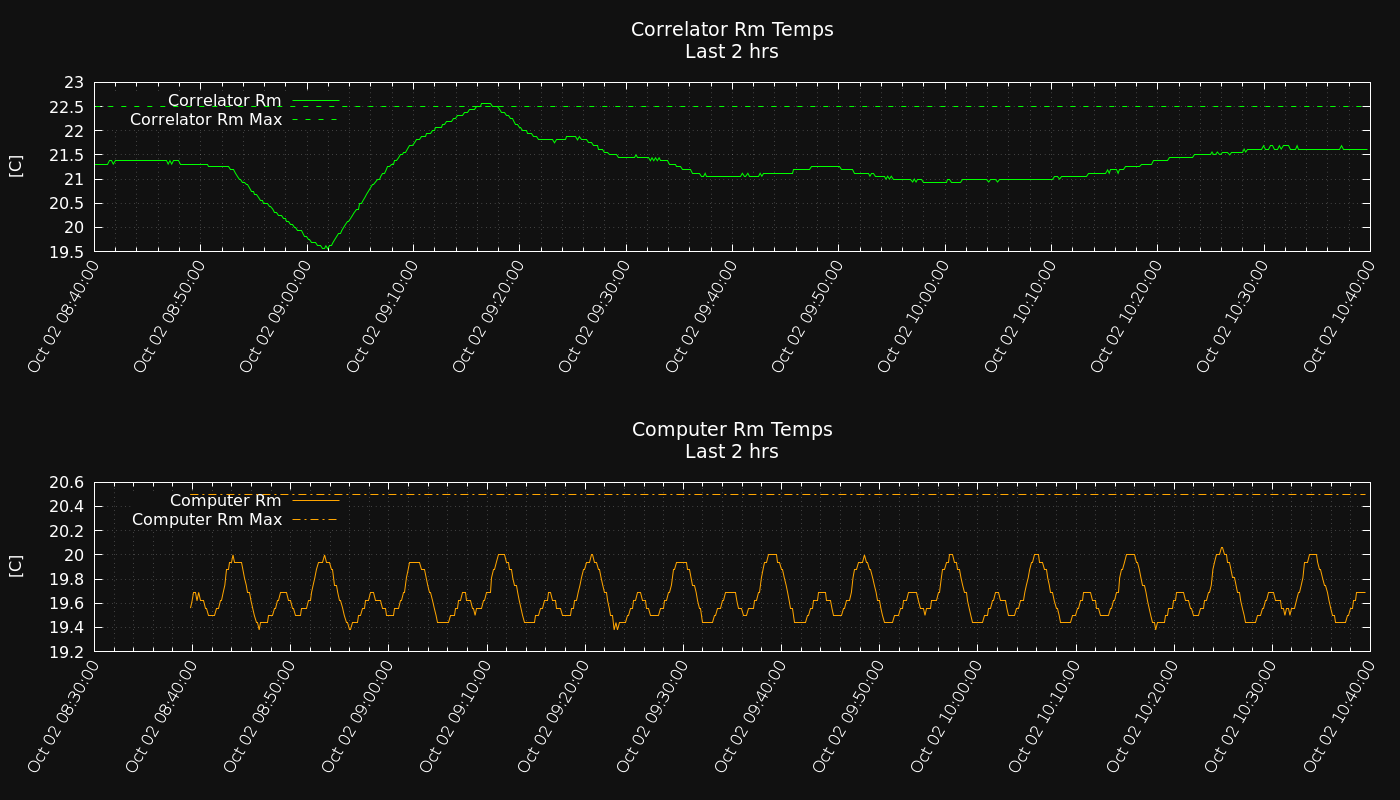 Correlator Rm Temps
Last 2 hrs
23
22.5
22
21.5
21
20.5
20
19.5
[C]
Correlator Rm
Correlator Rm Max
Oct 02 08:40:00
Oct 02 08:50:00
Oct 02 09:00:00
Oct 02 09:10:00
Oct 02 09:20:00
Oct 02 09:30:00
Oct 02 09:40:00
Oct 02 09:50:00
Oct 02 10:00:00
Oct 02 10:10:00
Oct 02 10:20:00
Oct 02 10:30:00
Oct 02 10:40:00
Computer Rm Temps
Last 2 hrs
20.6
20.4
20.2
20
19.8
19.6
19.4
19.2
[C]
Computer Rm
Computer Rm Max
Oct 02 08:30:00
Oct 02 08:40:00
Oct 02 08:50:00
Oct 02 09:00:00
Oct 02 09:10:00
Oct 02 09:20:00
Oct 02 09:30:00
Oct 02 09:40:00
Oct 02 09:50:00
Oct 02 10:00:00
Oct 02 10:10:00
Oct 02 10:20:00
Oct 02 10:30:00
Oct 02 10:40:00